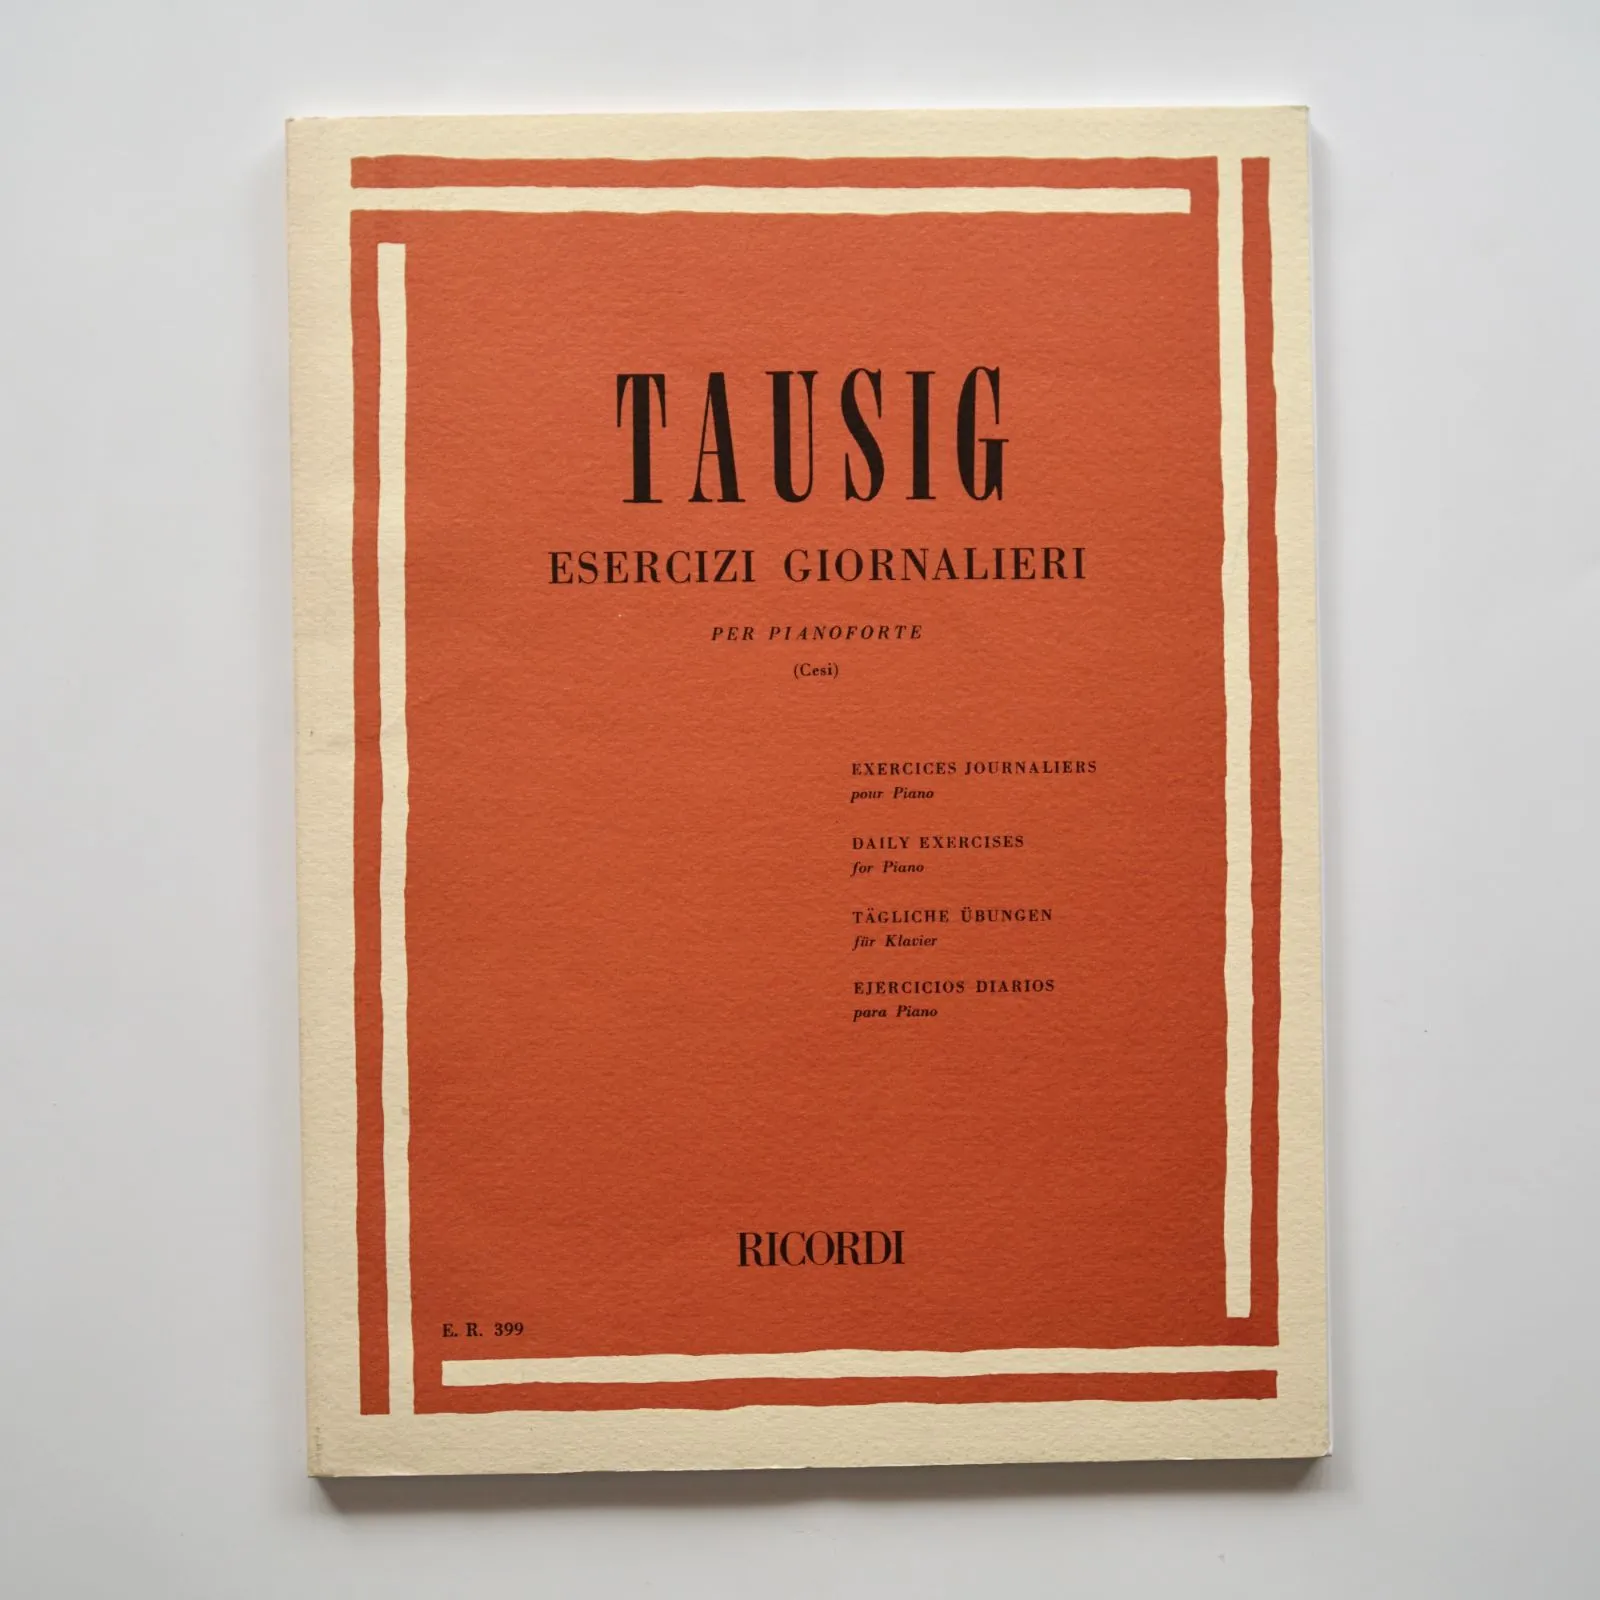 TAUSIG
ESERCIZI GIORNALIERI
PER PIANOFORTE
(Cesi)
EXERCICES JOURNALIERS
pour Piano
DAILY EXERCISES
for Piano
TÄGLICHE ÜBUNGEN
für Klavier
EJERCICIOS DIARIOS
para Piano
RICORDI
E. R. 399